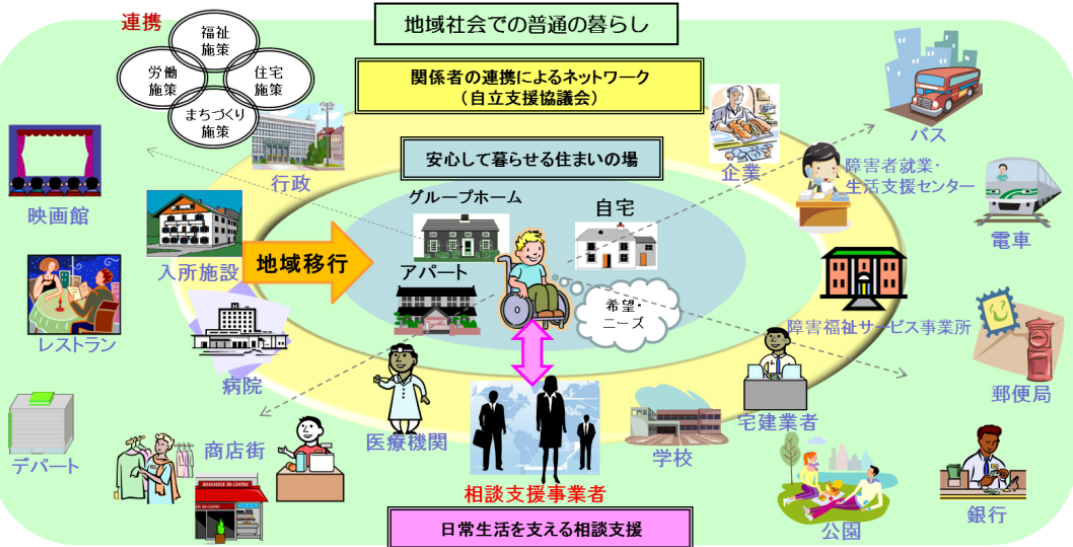 連携
福祉
施策
労働
施策
住宅
施策
まちづくり
施策
地域社会での普通の暮らし
関係者の連携によるネットワーク
（自立支援協議会）
安心して暮らせる住まいの場
行政
企業
バス
障害者就業・
生活支援センター
電車
映画館
入所施設
地域移行
グループホーム
自宅
アパート
希望・
ニーズ
障害福祉サービス事業所
レストラン
病院
郵便局
宅建業者
医療機関
学校
デパート
商店街
BRASSERIE DU CENTRE
相談支援事業者
公園
銀行
日常生活を支える相談支援